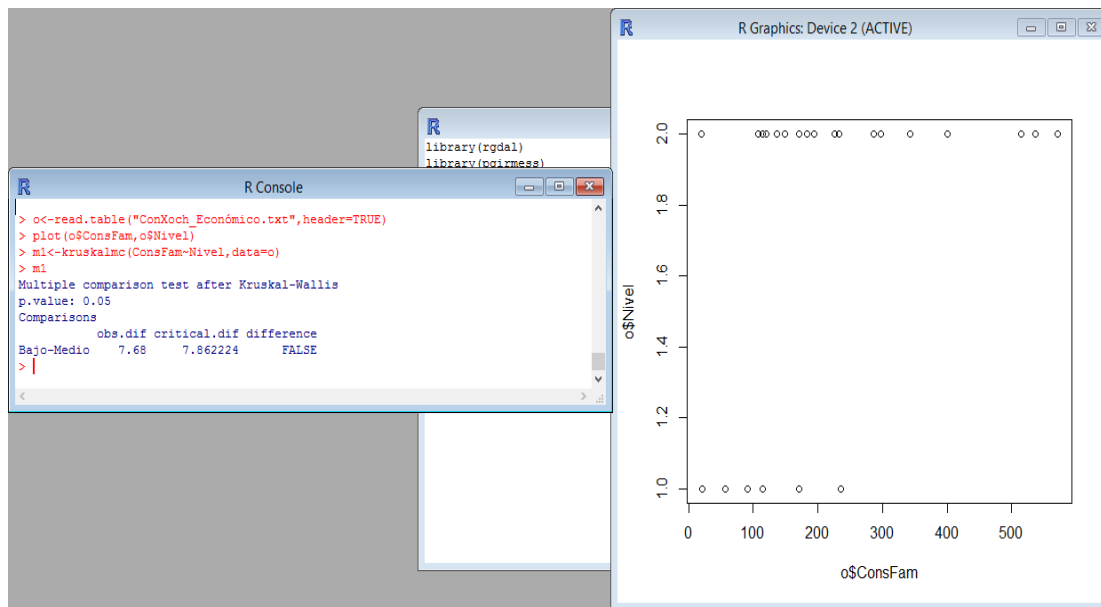 R Graphics: Device 2 (ACTIVE)
library(rgdal)
library(pgirmess)
R Console
> o<-read.table("ConXoch_Económico.txt",header=TRUE)
> plot(o$ConsFam,o$Nivel)
> m1<-kruskalmc(ConsFam~Nivel,data=o)
> m1
Multiple comparison test after Kruskal-Wallis
p.value: 0.05
Comparisons
obs.dif critical.dif difference
Bajo-Medio 7.68 7.862224 FALSE
>
2.0
1.8
1.6
1.4
1.2
1.0
o$Nivel
0 100 200 300 400 500
o$ConsFam